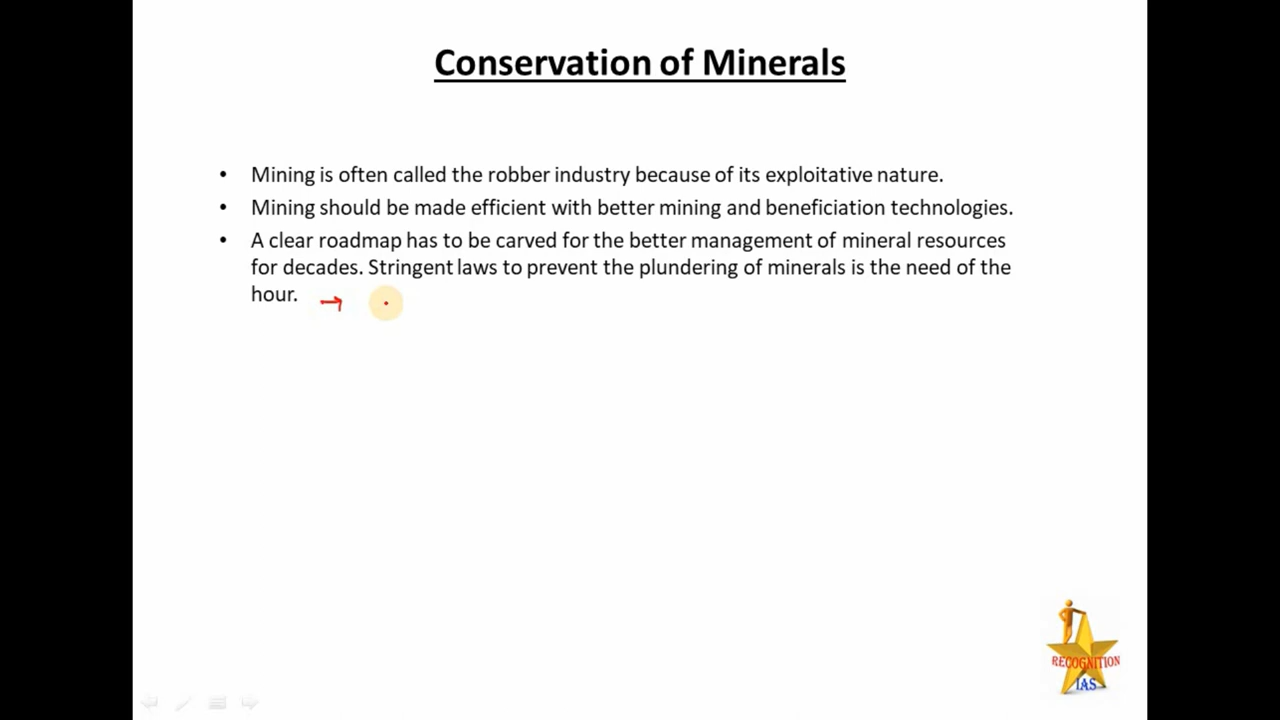 Conservation of Minerals
• Mining is often called the robber industry because of its exploitative nature.
• Mining should be made efficient with better mining and beneficiation technologies.
• A clear roadmap has to be carved for the better management of mineral resources
for decades. Stringent laws to prevent the plundering of minerals is the need of the
hour. →
RECOGNITION
IAS